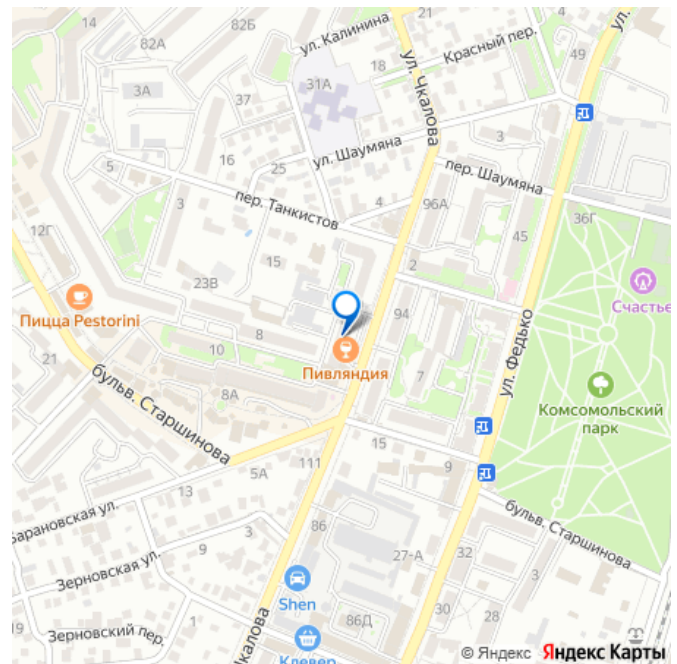 14
82Б
21
ул. Калинина
82А
Красный пер.
49
ул.
18
31А
3А
37
ул. Чкалова
3
16
ул. Шаумяна
5
25
пер. Шаумяна
пер. Танкистов
4
96А
3
36Г
12Г
45
15
2
23В
Счастье
Пицца Pestorini
94
ул. Федько
8
21
10
Пивляндия
7
Комсомольский
парк
8А
бульв. Старшинова
15
111
9
5А
13
Барановская ул.
86
бульв. Старшинова
27-А
Зерновская ул.
3
9
32
3
Shen
30
28
86Д
19
1
Зерновский пер.
Чкалова
Клевер
© Яндекс Яндекс Карты